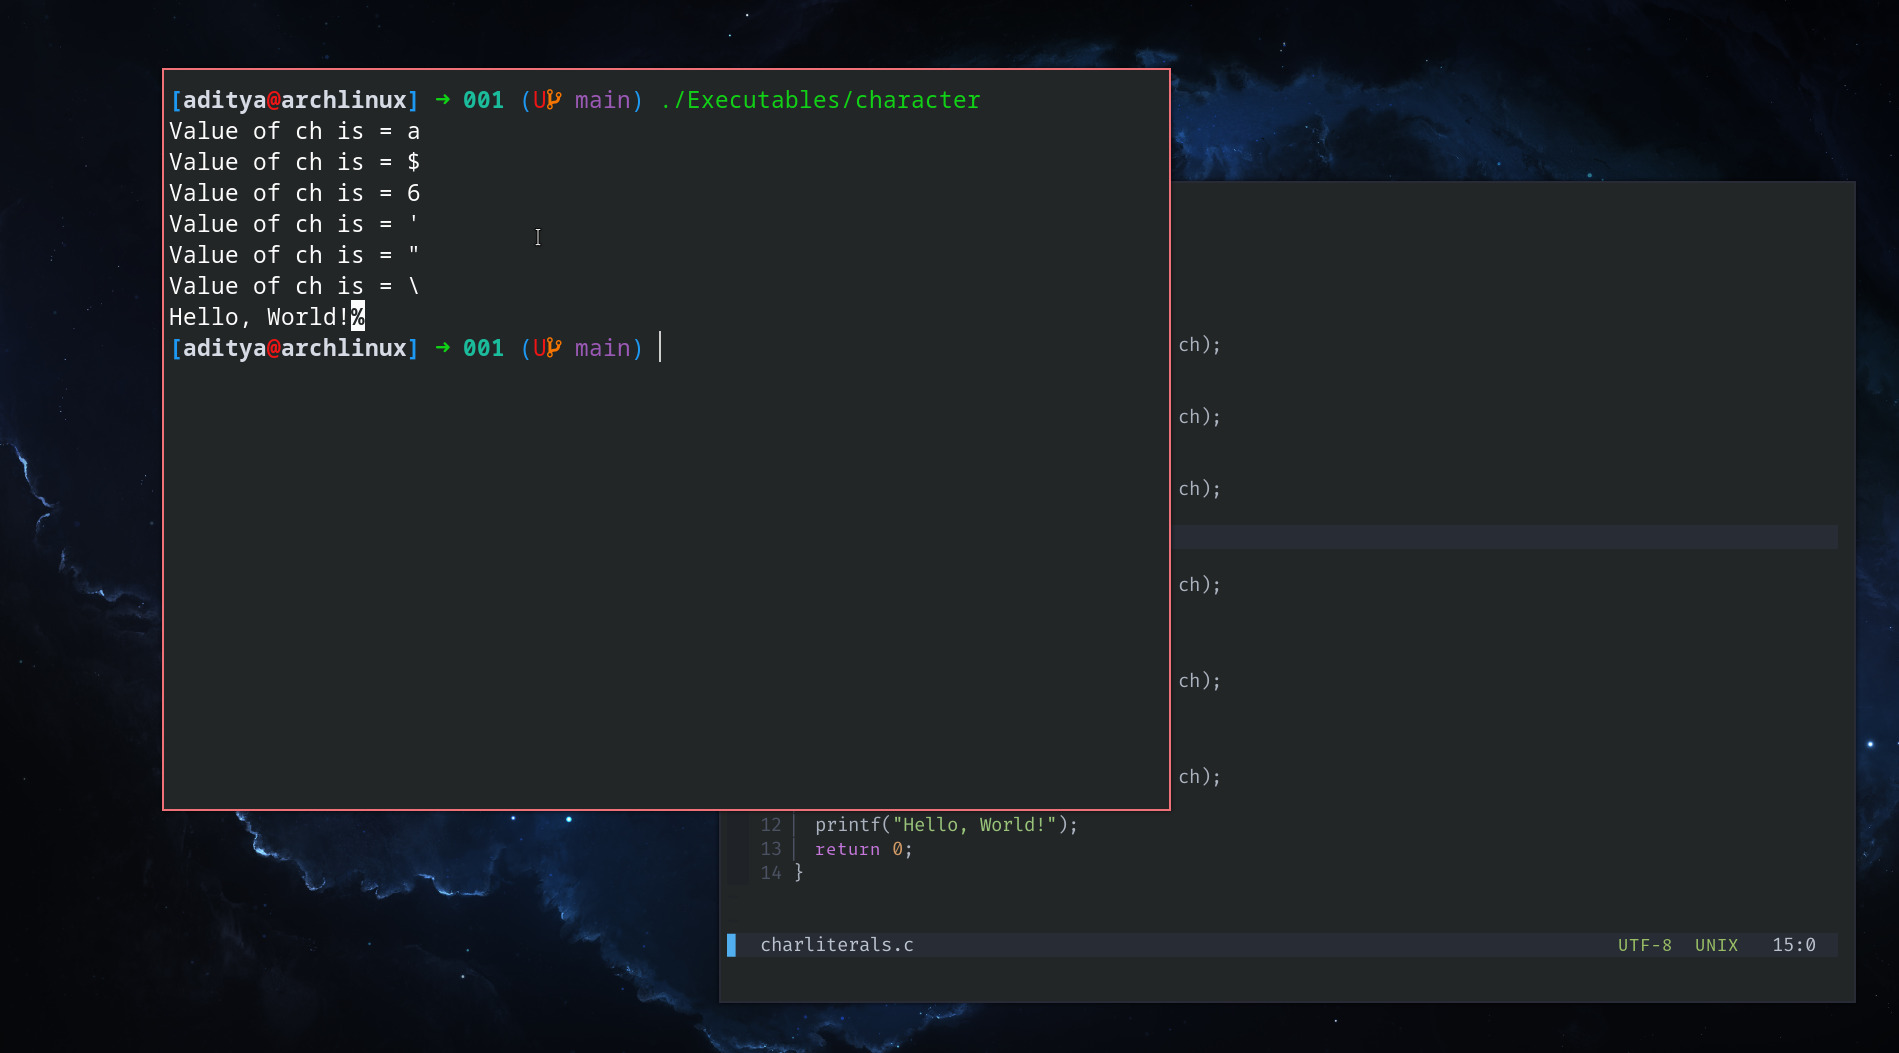 [aditya@archlinux] ➜ 001 (U main) ./Executables/character
Value of ch is = a
Value of ch is = $
Value of ch is = 6
Value of ch is = '
Value of ch is = "
Value of ch is = \
Hello, World!%
[aditya@archlinux] ➜ 001 (U main)
ch);
ch);
ch);
ch);
ch);
ch);
12 printf("Hello, World!");
13 return 0;
14 }
charliterals.c UTF-8 UNIX 15:0